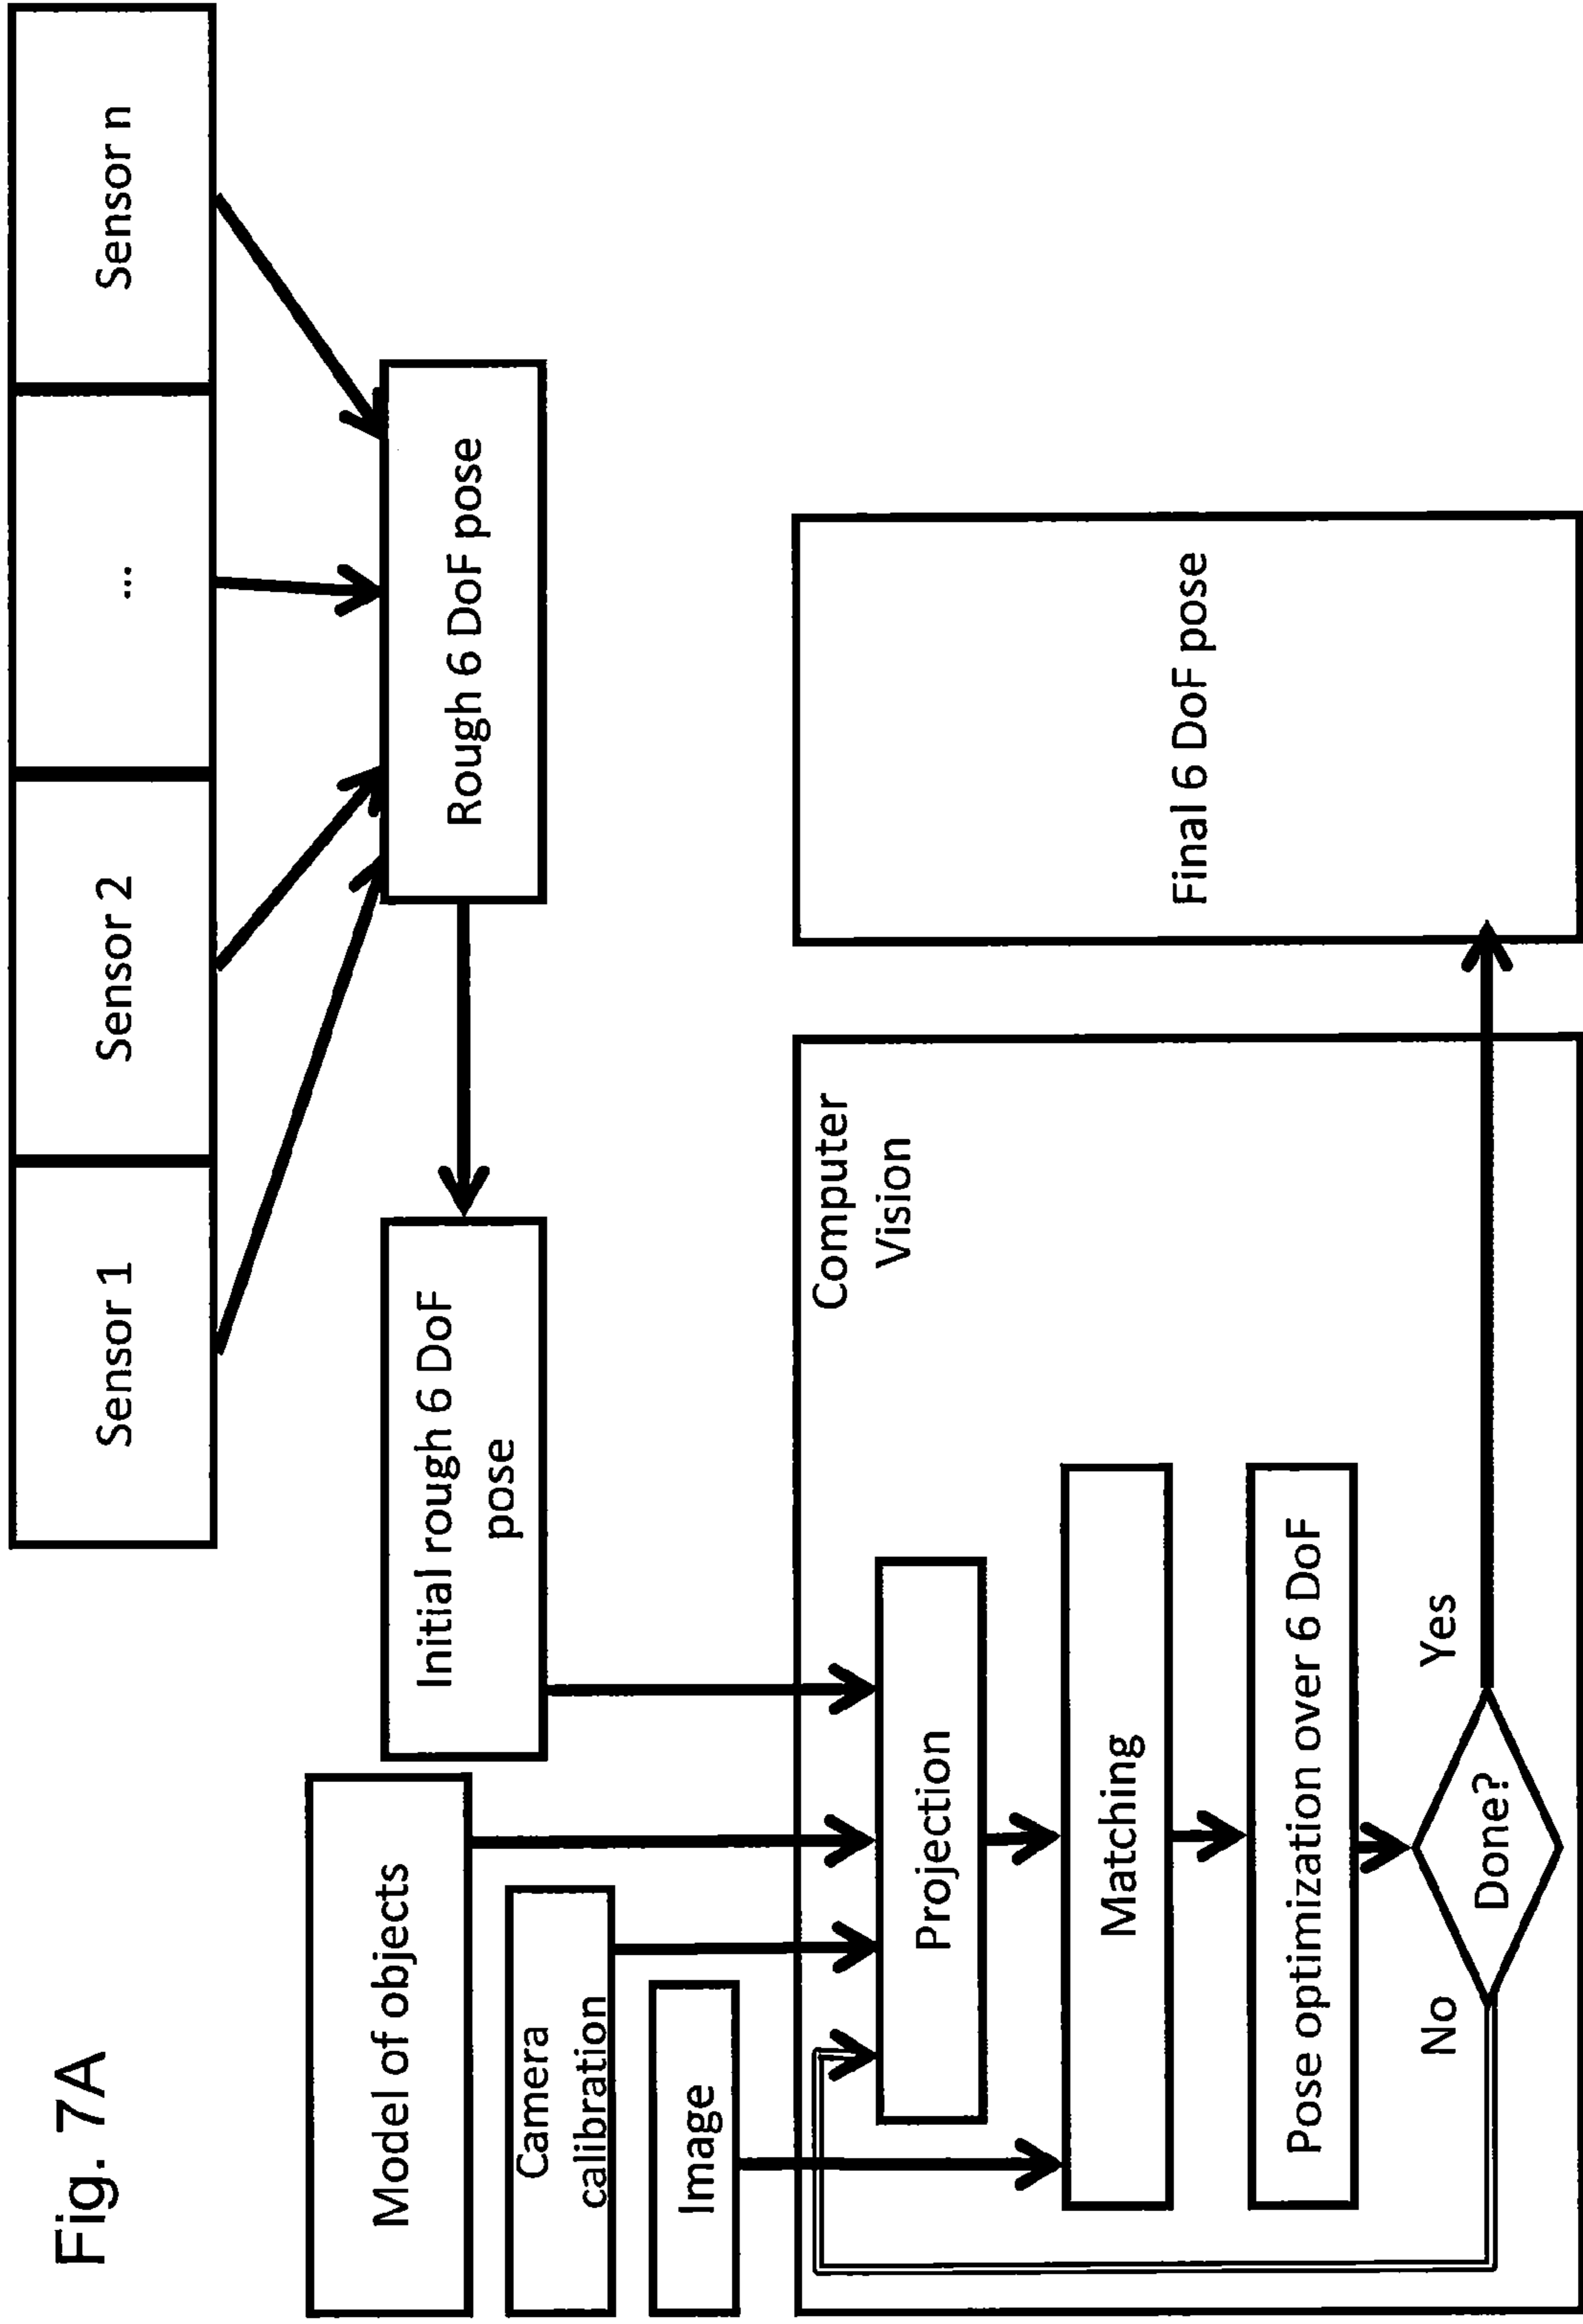 Fig. 7A
Sensor 1
Sensor 2
...
Sensor n
Rough 6 DoF pose
Initial rough 6 DoF
pose
Model of objects
Camera
calibration
Image
Computer
Vision
Projection
Matching
Pose optimization over 6 DoF
No
Done?
Yes
Final 6 DoF pose